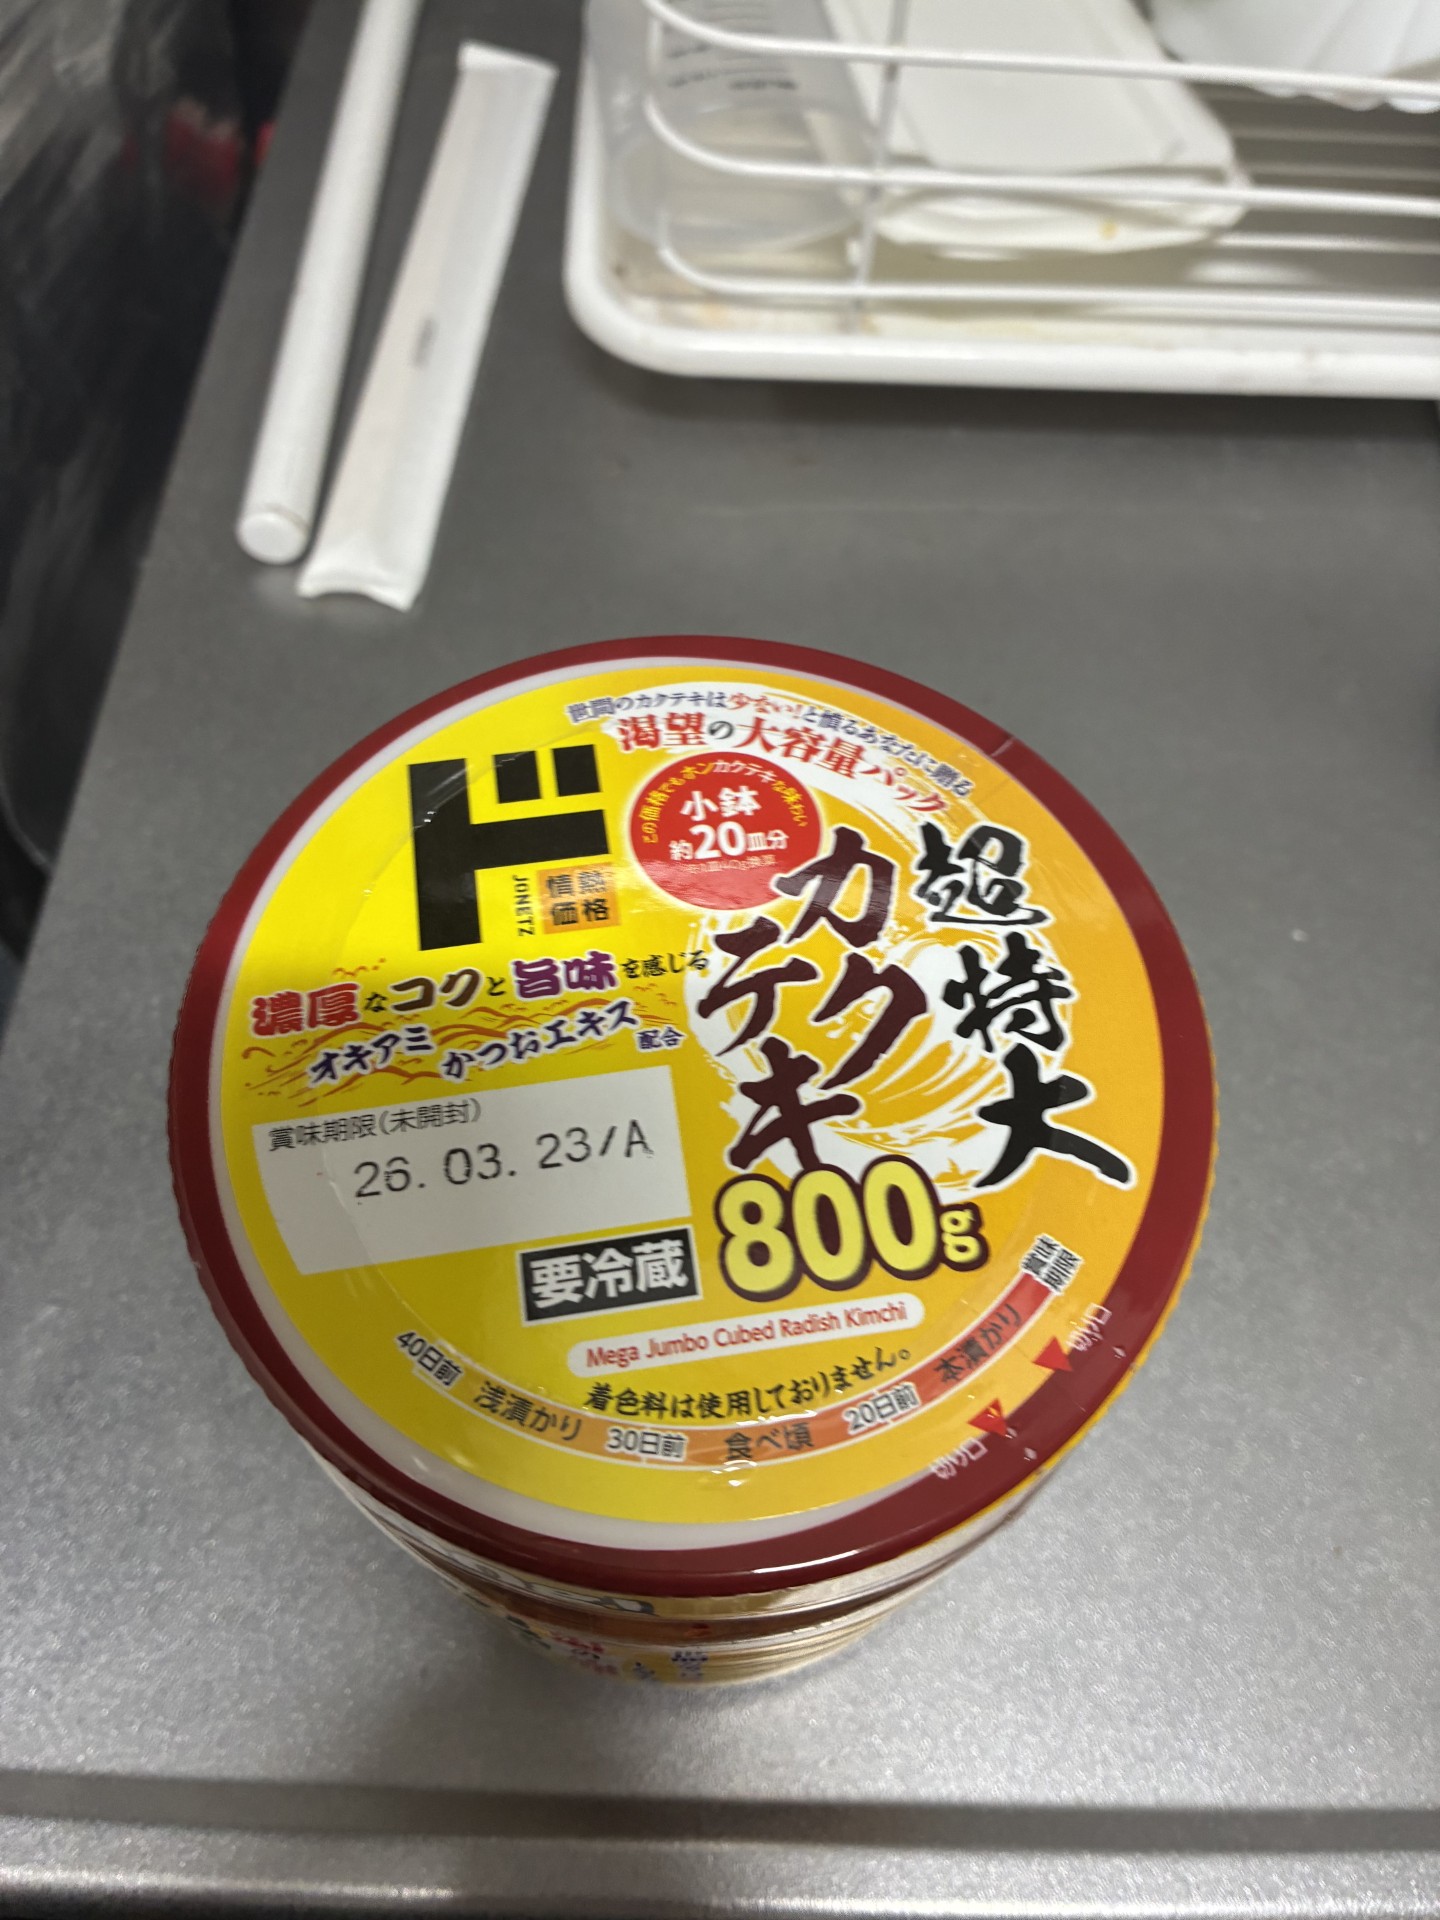 世間のカクテキは少ない!と憤るあなたに贈る
渇望の大容量パック
この価格でもホンカクテキな味わい
小鉢
約20皿分
ド
JONETZ
情熱
価格
超特大
カクテキ
800g
濃厚なコクと旨味を感じる
オキアミ かつおエキス 配合
賞味期限(未開封)
26.03.23/A
要冷蔵
Mega Jumbo Cubed Radish Kimchi
着色料は使用しておりません。
40日前 浅漬かり 30日前 食べ頃 20日前 本漬かり 賞味期限
切り口
切り口